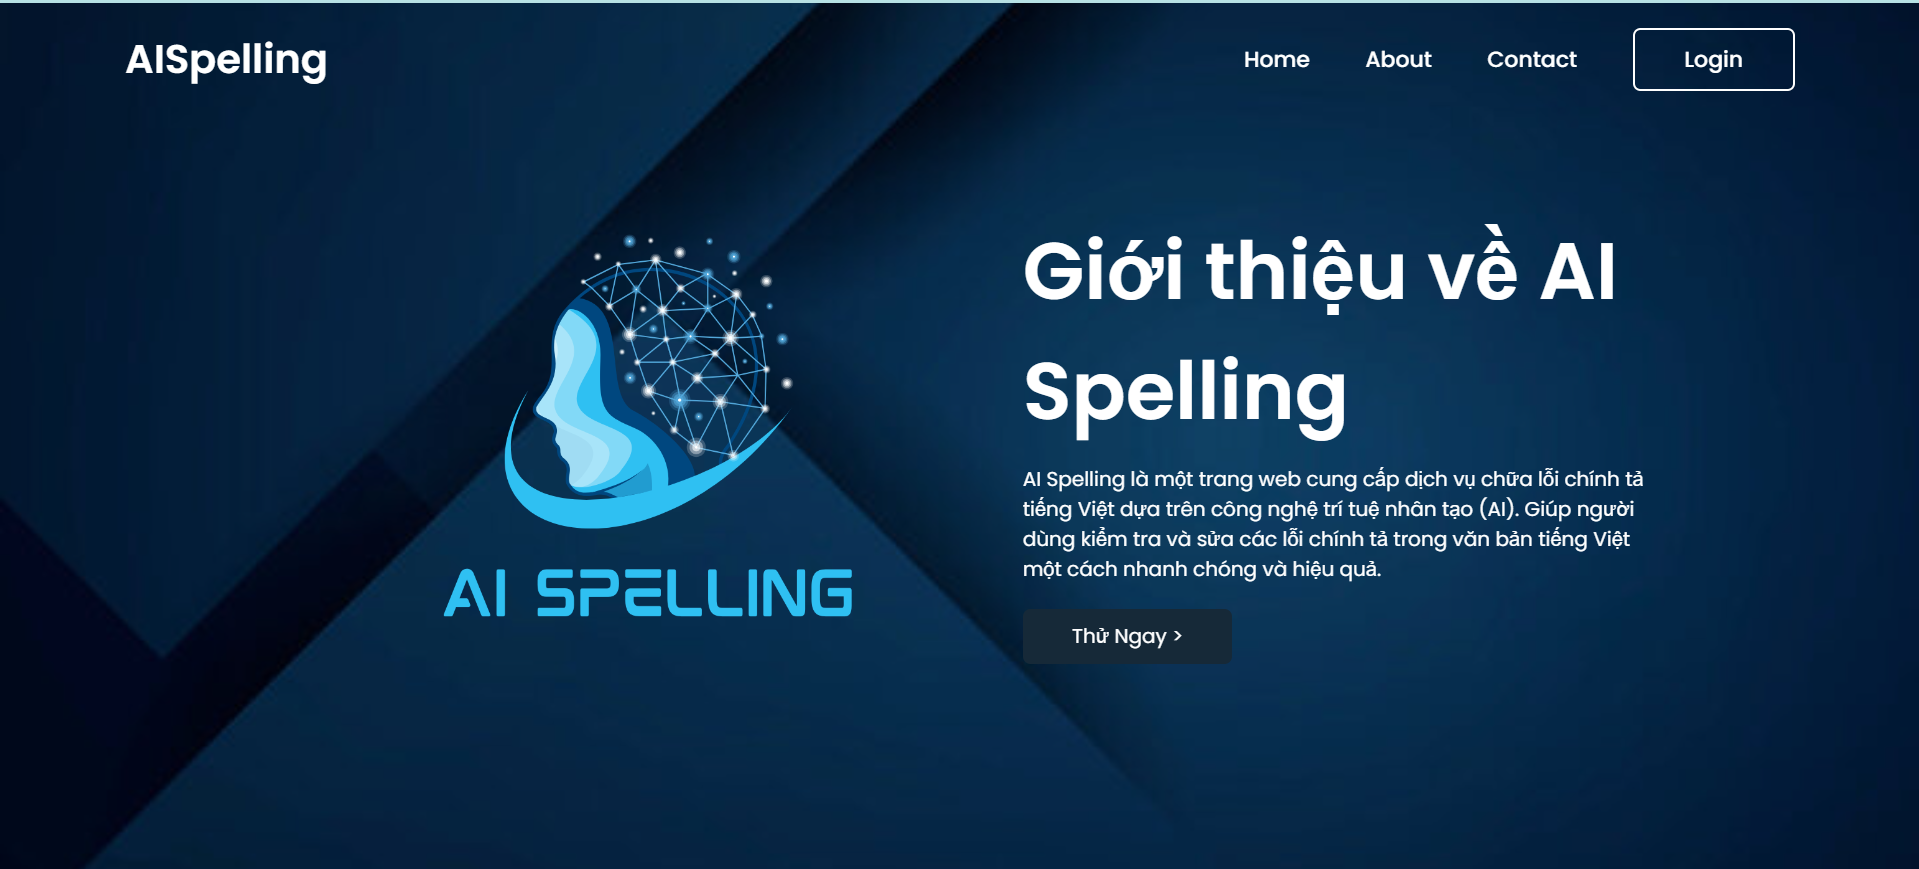 AISpelling
Home
About
Contact
Login
Giới thiệu về AI
Spelling
AI Spelling là một trang web cung cấp dịch vụ chữa lỗi chính tả
tiếng Việt dựa trên công nghệ trí tuệ nhân tạo (AI). Giúp người
dùng kiểm tra và sửa các lỗi chính tả trong văn bản tiếng Việt
một cách nhanh chóng và hiệu quả.
Thử Ngay >
AI SPELLING